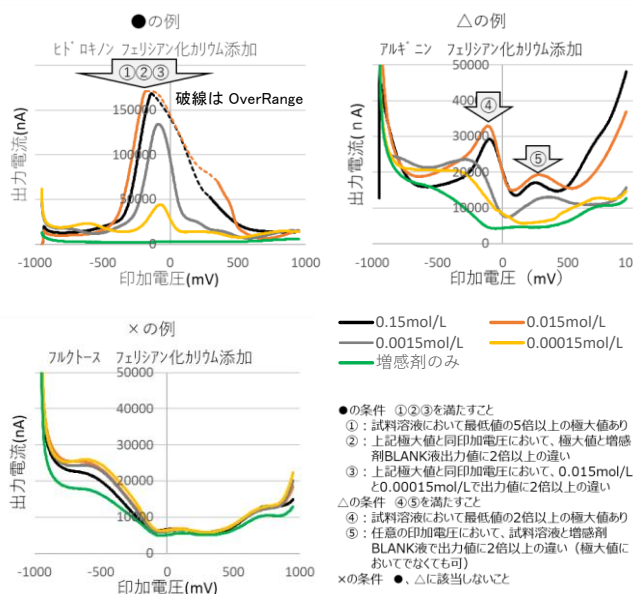 ●の例
ﾋﾄﾞﾛｷﾉﾝ ﾌｪﾘｼｱﾝ化ｶﾘｳﾑ添加
①②③
破線は OverRange
150000
100000
50000
0
出力電流(nA)
-1000 -500 0 500 1000
印加電圧(mV)
△の例
ｱﾙｷﾞﾆﾝ ﾌｪﾘｼｱﾝ化ｶﾘｳﾑ添加
50000
④
40000
30000
⑤
20000
10000
0
出力電流(ｎA)
-1000 -500 0 500 10
印加電圧（mV）
×の例
ﾌﾙｸﾄｰｽ ﾌｪﾘｼｱﾝ化ｶﾘｳﾑ添加
50000
40000
30000
20000
10000
0
出力電流(nA)
-1000 -500 0 500 1000
印加電圧(mV)
0.15mol/L 0.015mol/L
0.0015mol/L 0.00015mol/L
増感剤のみ
●の条件 ①②③を満たすこと
①：試料溶液において最低値の5倍以上の極大値あり
②：上記極大値と同印加電圧において、極大値と増感
剤BLANK液出力値に2倍以上の違い
③：上記極大値と同印加電圧において、0.015mol/L
と0.00015mol/Lで出力値に2倍以上の違い
△の条件 ④⑤を満たすこと
④：試料溶液において最低値の2倍以上の極大値あり
⑤：任意の印加電圧において、試料溶液と増感剤
BLANK液で出力値に2倍以上の違い（極大値に
おいてでなくても可）
×の条件 ●、△に該当しないこと